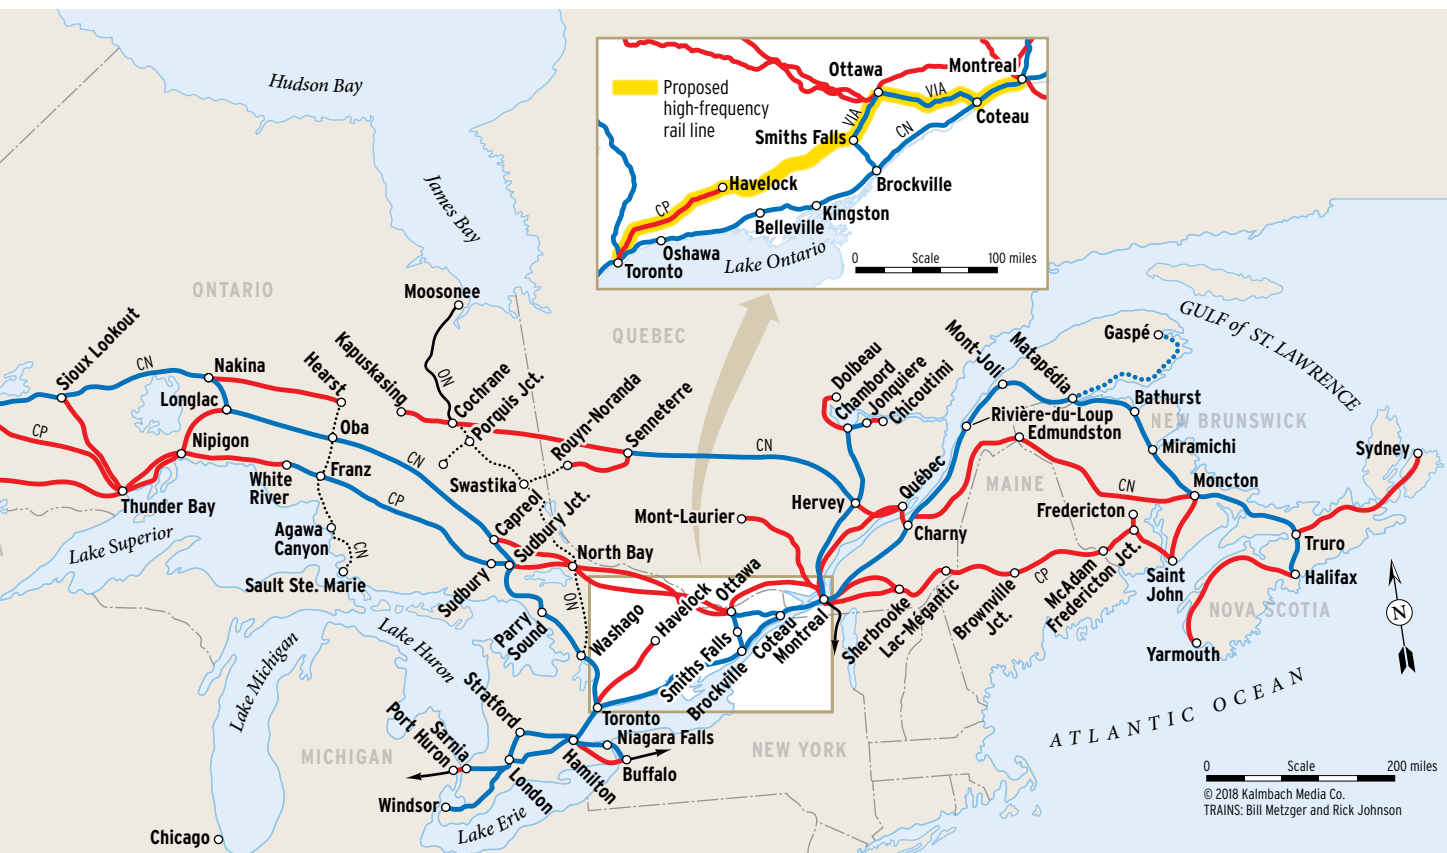 Hudson Bay
James Bay
ONTARIO
Moosonee
QUEBEC
Proposed
high-frequency
rail line
Ottawa
Montreal
VIA
VIA
Coteau
Smiths Falls
CN
Brockville
Havelock
CP
Kingston
Belleville
Oshawa
Toronto
Lake Ontario
0 Scale 100 miles
Sioux Lookout
CN
Nakina
Longlac
Hearst
Kapuskasing
ON
Cochrane
Porquis Jct.
Rouyn-Noranda
Senneterre
CN
Dolbeau
Chambord
Jonquiere
Chicoutimi
Mont-Joli
Matapédia
Gaspé
GULF of ST. LAWRENCE
CP
Nipigon
Oba
CN
Franz
White
River
CP
Swastika
Thunder Bay
Lake Superior
Agawa
Canyon
CN
Sault Ste. Marie
Capreol
Sudbury Jct.
Sudbury
North Bay
ON
Parry
Sound
Washago
Mont-Laurier
Hervey
Québec
Charny
Rivière-du-Loup
Edmundston
Bathurst
NEW BRUNSWICK
Miramichi
MAINE
CN
Moncton
Sydney
Fredericton
Truro
Halifax
Saint
John
NOVA SCOTIA
Yarmouth
McAdam
Fredericton Jct.
CP
Brownville
Jct.
Lac-Mégantic
Sherbrooke
Montreal
Coteau
Ottawa
Havelock
Smiths Falls
Brockville
Toronto
Lake Michigan
Lake Huron
Stratford
Sarnia
Port
Huron
MICHIGAN
Niagara Falls
Buffalo
Hamilton
London
Windsor
Lake Erie
Chicago
NEW YORK
ATLANTIC OCEAN
N
0 Scale 200 miles
© 2018 Kalmbach Media Co.
TRAINS: Bill Metzger and Rick Johnson